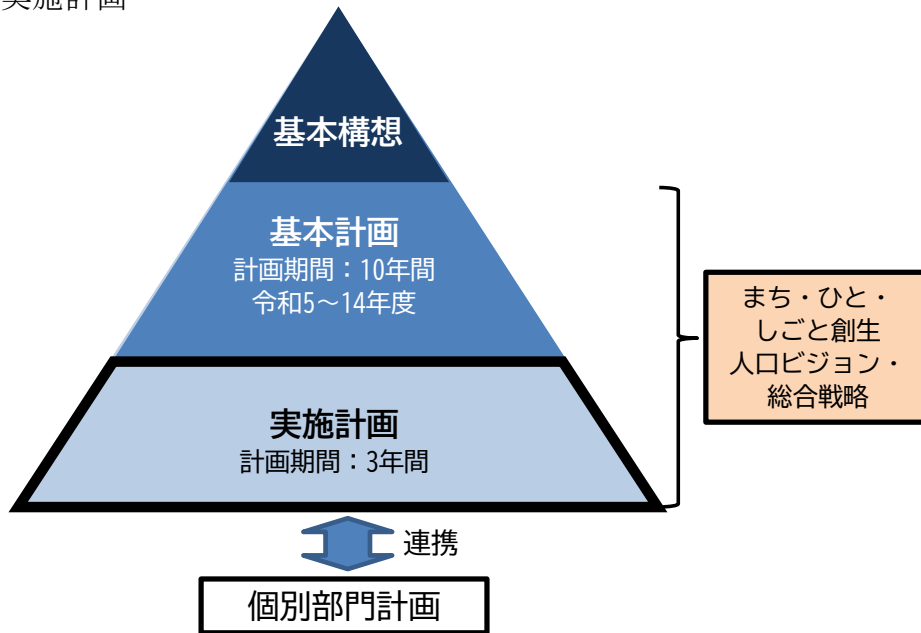 実施計画
基本構想
基本計画
計画期間：10年間
令和5～14年度
まち・ひと・
しごと創生
人口ビジョン・
総合戦略
実施計画
計画期間：3年間
連携
個別部門計画